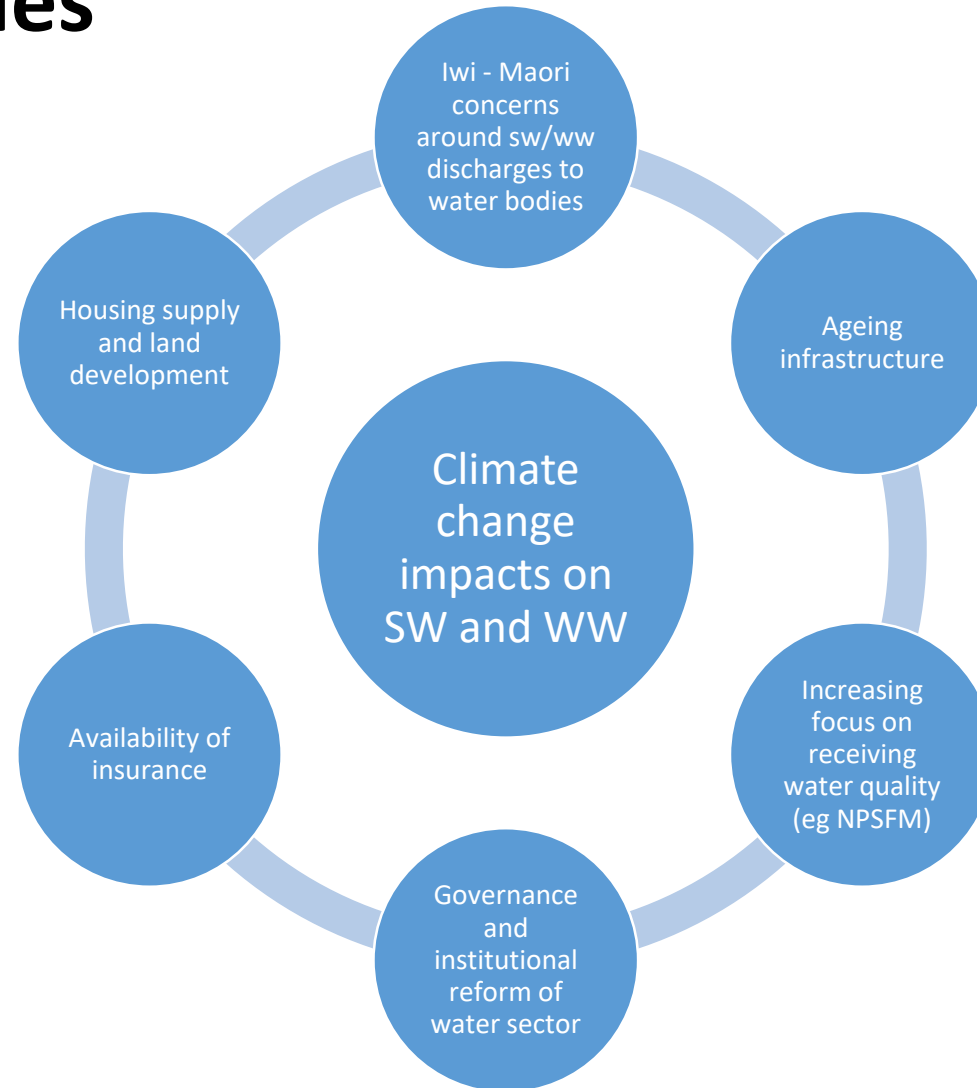 Iwi - Maori
concerns
around sw/ww
discharges to
water bodies
Ageing
infrastructure
Increasing
focus on
receiving
water quality
(eg NPSFM)
Governance
and
institutional
reform of
water sector
Availability of
insurance
Housing supply
and land
development
Climate
change
impacts on
SW and WW